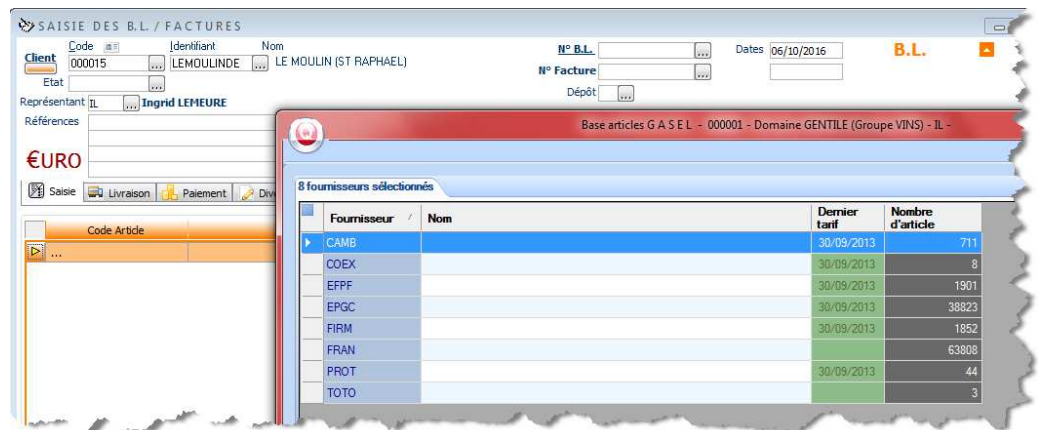 SAISIE DES B.L. / FACTURES
Code Identifiant Nom
Client 000015 ... LEMOULINDE ... LE MOULIN (ST RAPHAEL)
Etat ...
Représentant IL ... Ingrid LEMEURE
Références
€URO
N° B.L. ... Dates 06/10/2016 B.L.
N° Facture ...
Dépôt ...
Saisie Livraison Paiement Dive
Code Article
...
Base articles G A S E L - 000001 - Domaine GENTILE (Groupe VINS) - IL -
8 fournisseurs sélectionnés
Fournisseur Nom Dernier tarif Nombre d'article
CAMB 30/09/2013 711
COEX 30/09/2013 8
EFPF 30/09/2013 1901
EPGC 30/09/2013 38823
FIRM 30/09/2013 1852
FRAN 63808
PROT 30/09/2013 44
TOTO 3